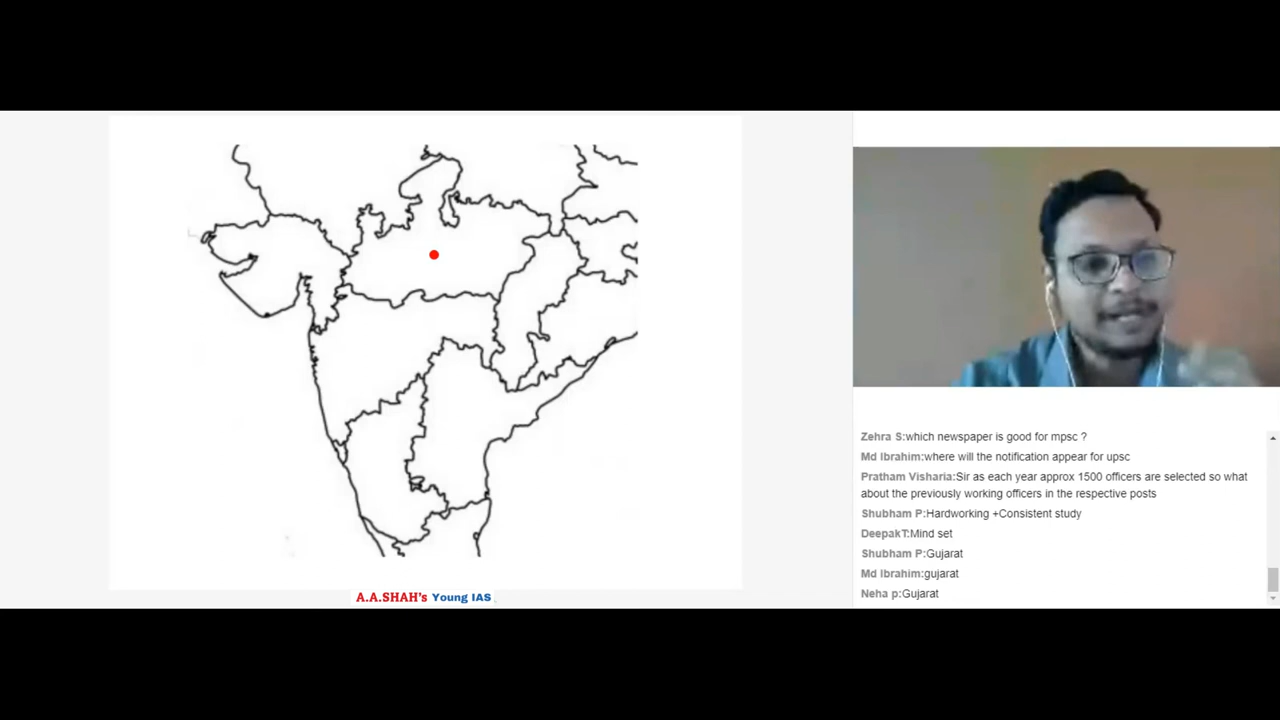 A.A.SHAH's Young IAS
Zehra S:which newspaper is good for mpsc ?
Md Ibrahim:where will the notification appear for upsc
Pratham Visharia:Sir as each year approx 1500 officers are selected so what
about the previously working officers in the respective posts
Shubham P:Hardworking +Consistent study
DeepakT:Mind set
Shubham P:Gujarat
Md Ibrahim:gujarat
Neha p:Gujarat